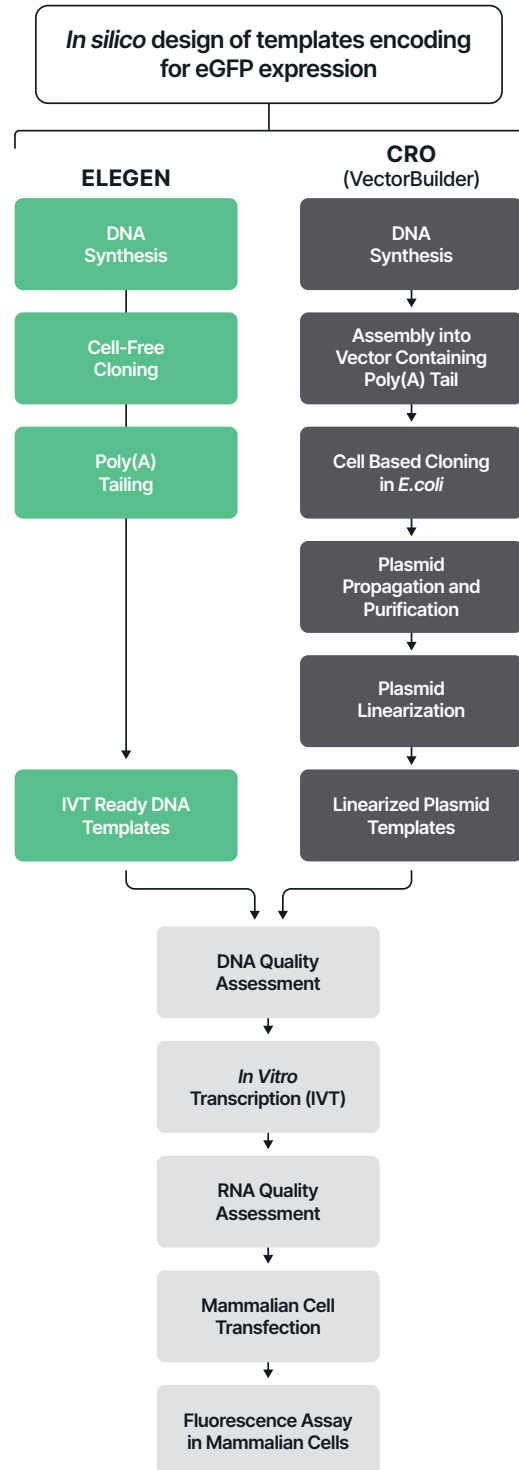 In silico design of templates encoding
for eGFP expression
ELEGEN
DNA
Synthesis
Cell-Free
Cloning
Poly(A)
Tailing
IVT Ready DNA
Templates
CRO
(VectorBuilder)
DNA
Synthesis
Assembly into
Vector Containing
Poly(A) Tail
Cell Based Cloning
in E.coli
Plasmid
Propagation and
Purification
Plasmid
Linearization
Linearized Plasmid
Templates
DNA Quality
Assessment
In Vitro
Transcription (IVT)
RNA Quality
Assessment
Mammalian Cell
Transfection
Fluorescence Assay
in Mammalian Cells